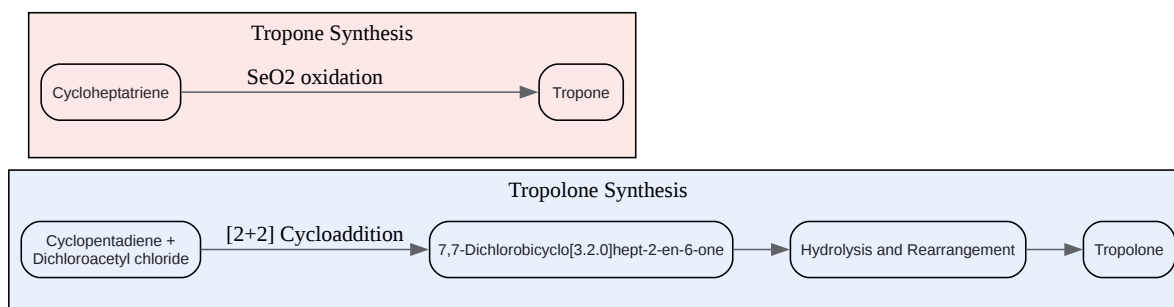 Tropone Synthesis
SeO2 oxidation
Cycloheptatriene
Tropone
Tropolone Synthesis
[2+2] Cycloaddition
Cyclopentadiene +
Dichloroacetyl chloride
7,7-Dichlorobicyclo[3.2.0]hept-2-en-6-one
Hydrolysis and Rearrangement
Tropolone